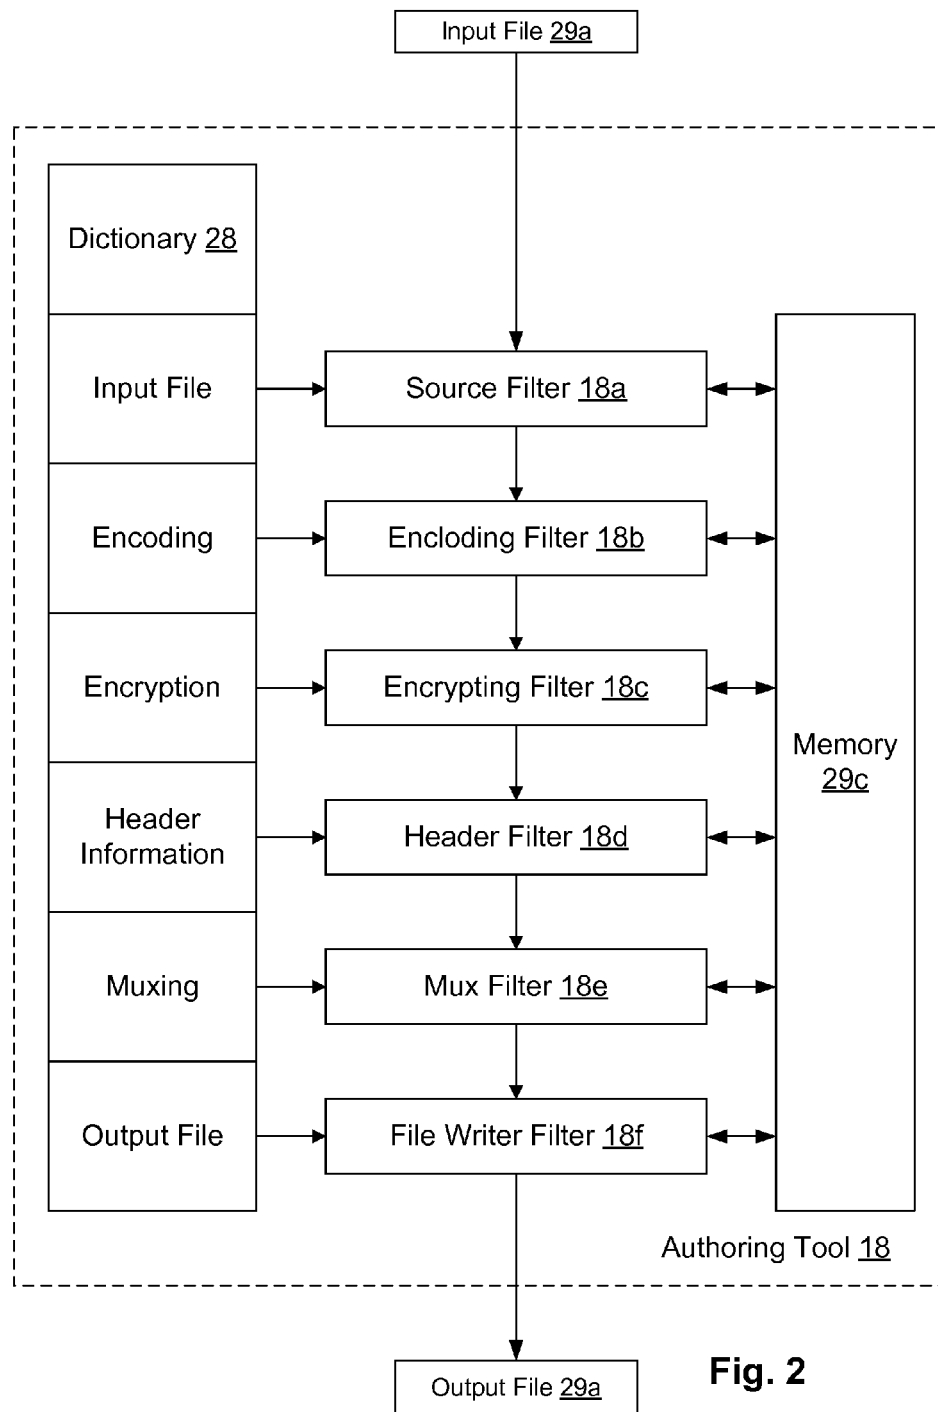 Input File 29a
Dictionary 28
Input File
Source Filter 18a
Encoding
Encloding Filter 18b
Encryption
Encrypting Filter 18c
Memory
29c
Header
Information
Header Filter 18d
Muxing
Mux Filter 18e
Output File
File Writer Filter 18f
Authoring Tool 18
Output File 29a
Fig. 2